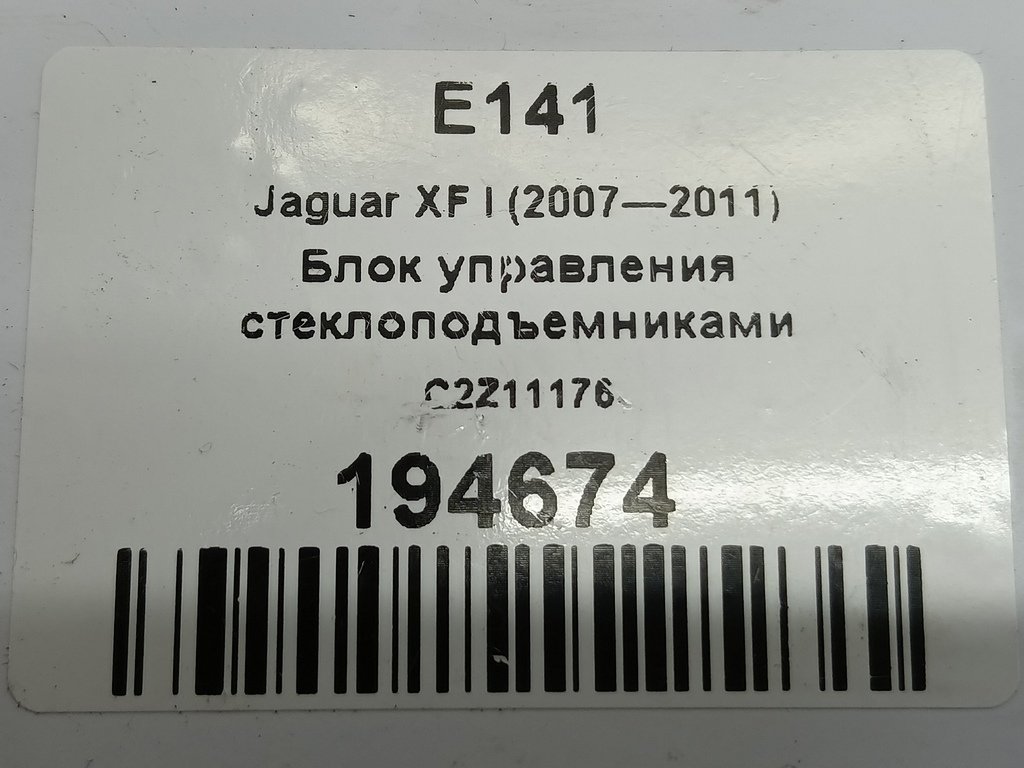 E141
Jaguar XF I (2007—2011)
Блок управления
стеклоподъемниками
C2Z11176
194674